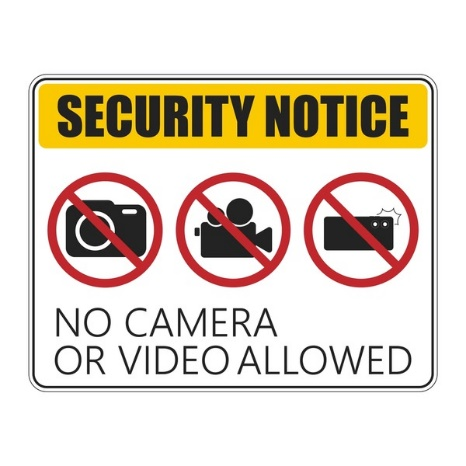 SECURITY NOTICE
NO CAMERA
OR VIDEO ALLOWED